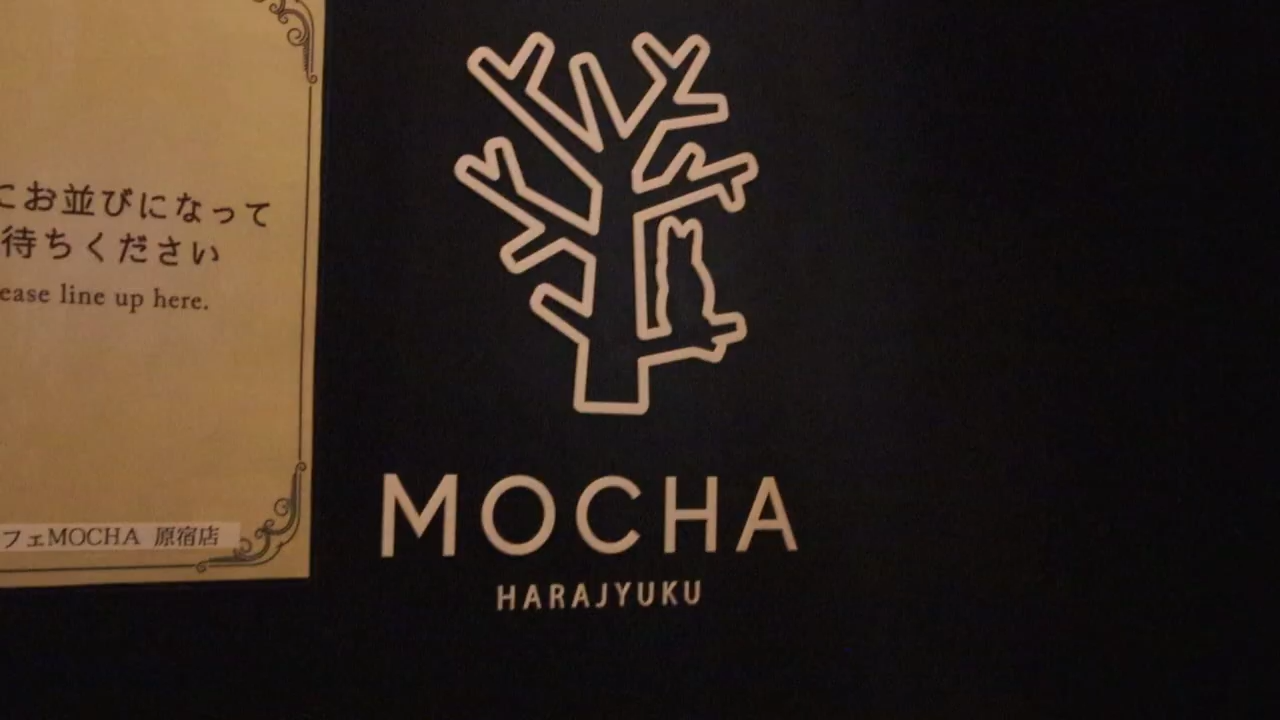 にお並びになって
待ちください
ease line up here.
フェMOCHA 原宿店
MOCHA
HARAJYUKU